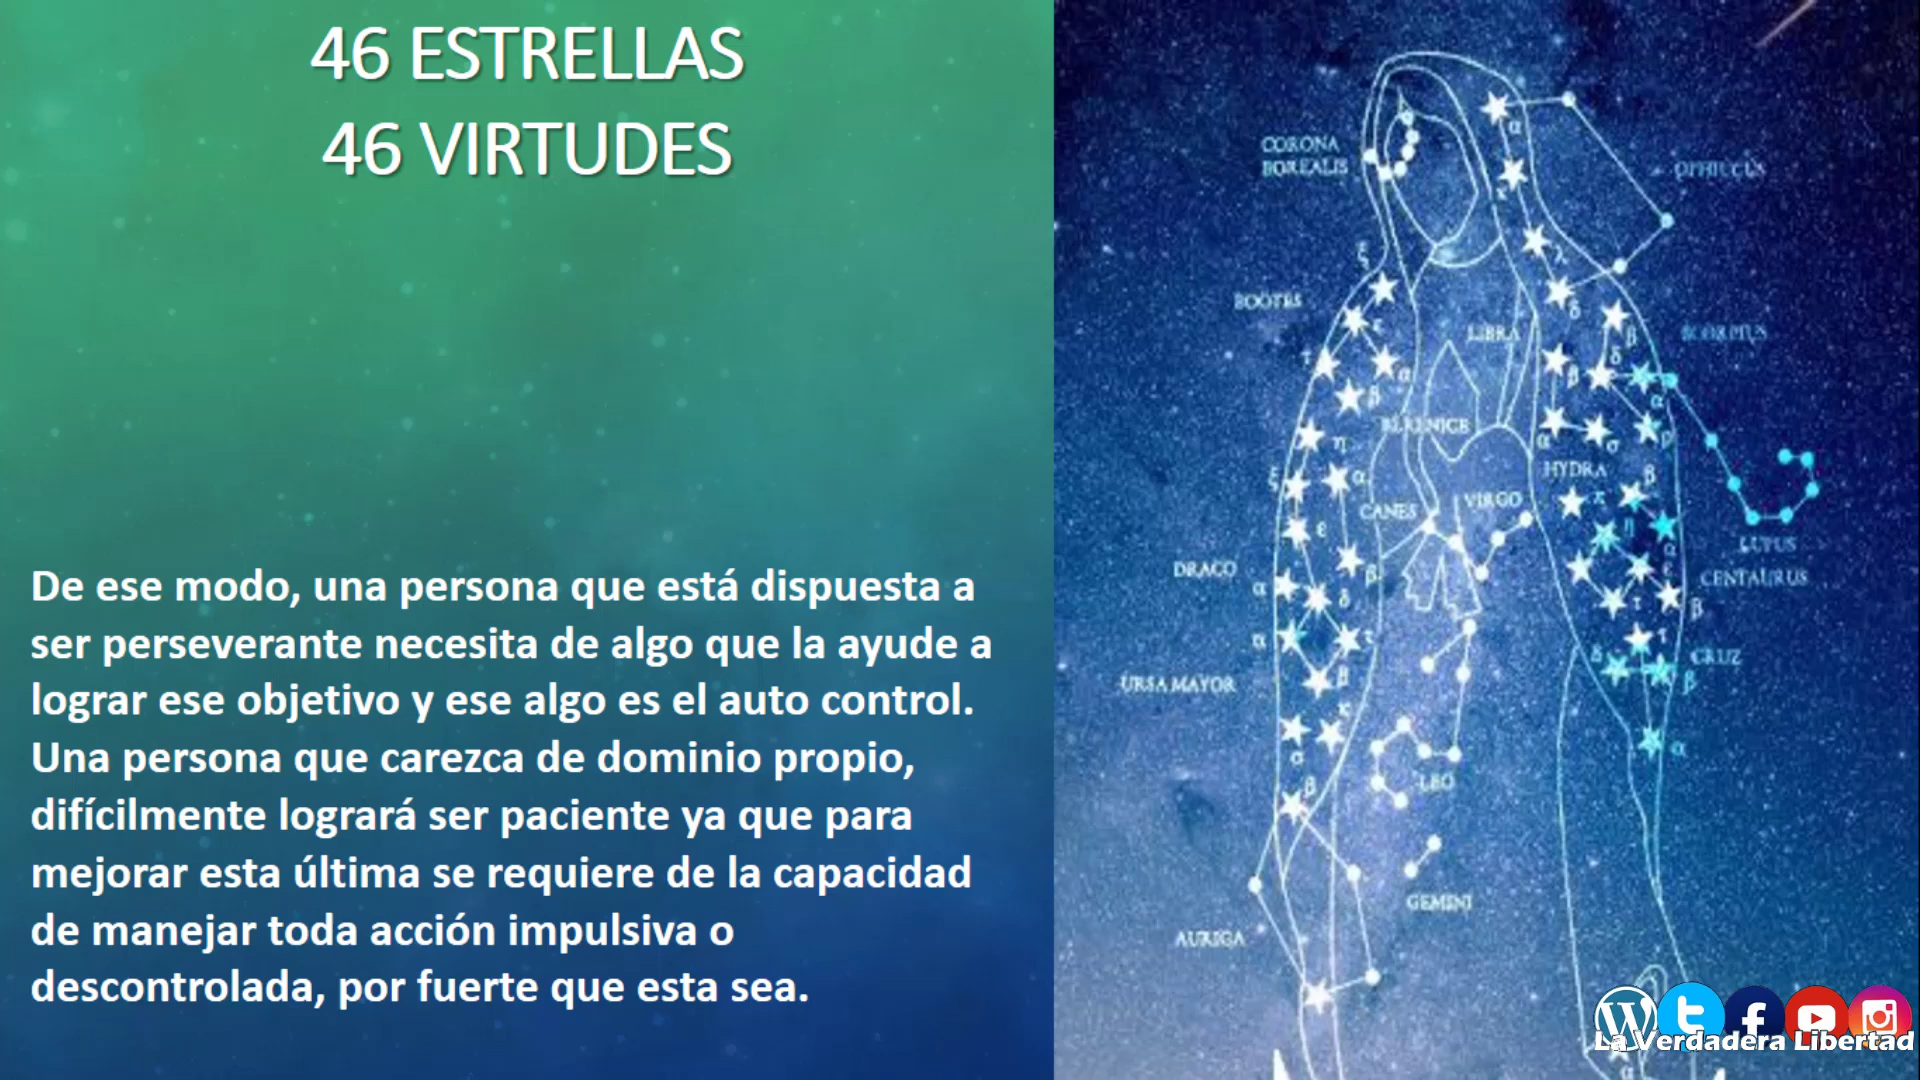 46 ESTRELLAS
46 VIRTUDES
De ese modo, una persona que está dispuesta a
ser perseverante necesita de algo que la ayude a
lograr ese objetivo y ese algo es el auto control.
Una persona que carezca de dominio propio,
difícilmente logrará ser paciente ya que para
mejorar esta última se requiere de la capacidad
de manejar toda acción impulsiva o
descontrolada, por fuerte que esta sea.
CORONA
BOREALIS
OPHIUCUS
BOOTES
LIBRA
SCORPIUS
BERENICE
HYDRA
CANES
VIRGO
LUPUS
DRACO
CENTAURUS
CRUZ
URSA MAYOR
LEO
GEMINI
AURIGA
La Verdadera Libertad